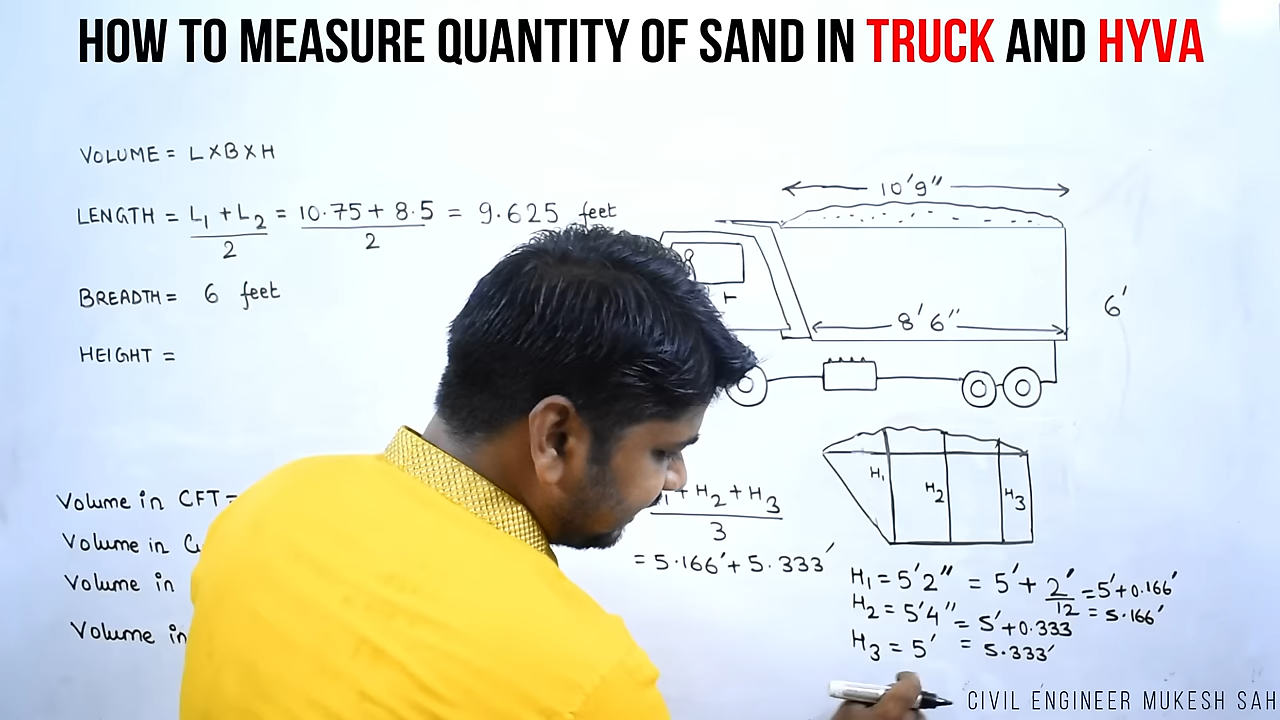 HOW TO MEASURE QUANTITY OF SAND IN TRUCK AND HYVA
VOLUME = L×B×H
LENGTH = L₁ + L₂ / 2 = 10.75 + 8.5 / 2 = 9.625 feet
BREADTH = 6 feet
HEIGHT =
10'9"
8'6"
6'
H₁
H₂
H₃
Volume in CFT =
Volume in
Volume in
Volume in
+ H₂ + H₃ / 3
= 5.166' + 5.333'
H₁ = 5'2" = 5' + 2'/12 = 5' + 0.166'
= 5.166'
H₂ = 5'4" = 5' + 0.333
= 5.333'
H₃ = 5'
CIVIL ENGINEER MUKESH SAH